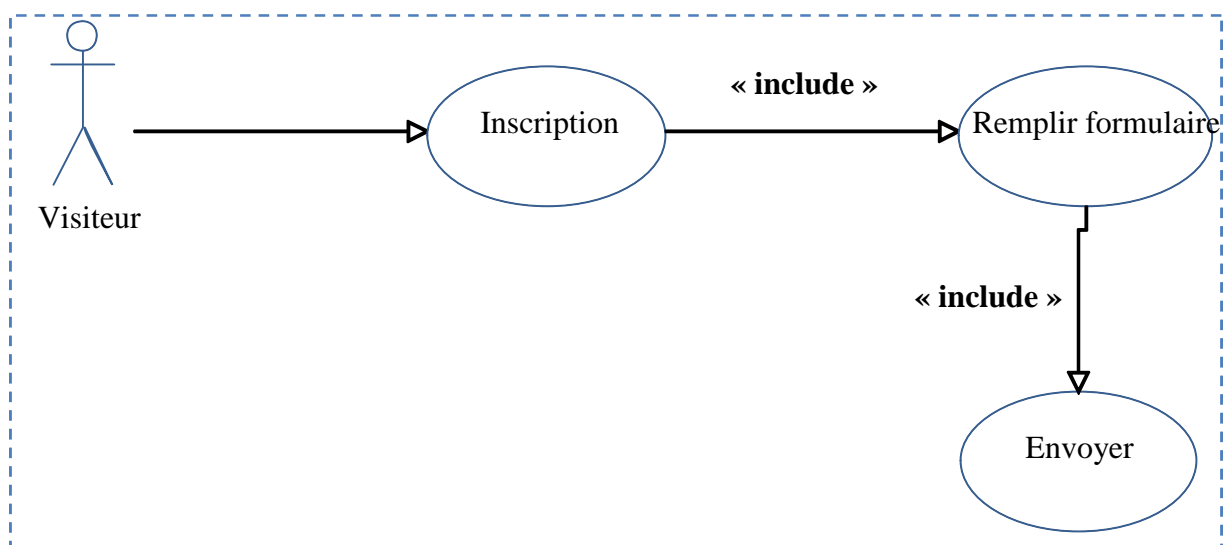 « include »
Inscription
Remplir formulaire
Visiteur
« include »
Envoyer